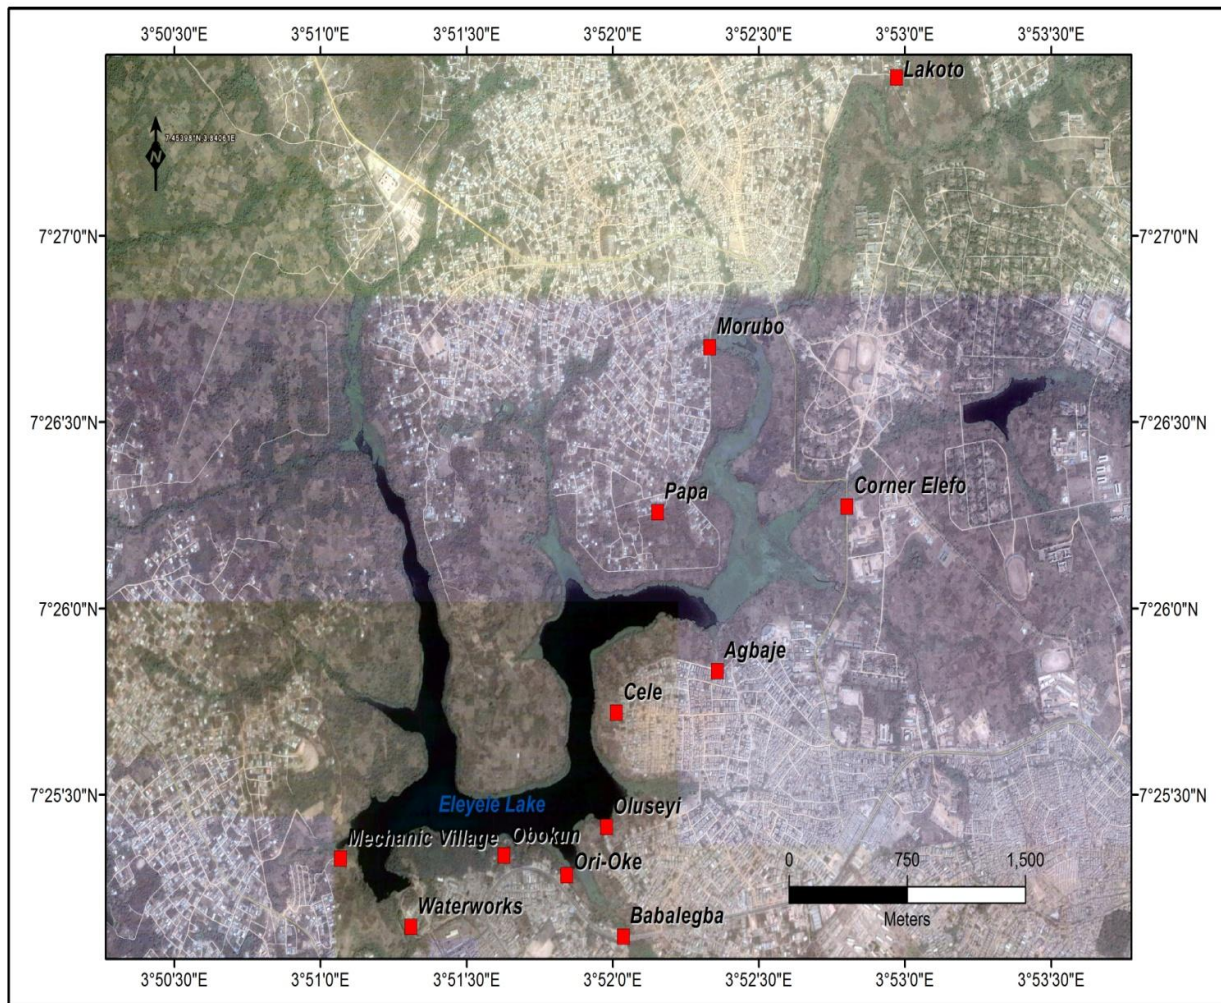 3°50'30"E 3°51'0"E 3°51'30"E 3°52'0"E 3°52'30"E 3°53'0"E 3°53'30"E
Lakoto
N
7°27'0"N 7°27'0"N
Morubo
7°26'30"N 7°26'30"N
Papa
Corner Elefo
7°26'0"N 7°26'0"N
Agbaje
Cele
7°25'30"N 7°25'30"N
Eleyele Lake
Oluseyi
Mechanic Village
Obokun
Ori-Oke
0 750 1,500
Meters
Waterworks
Babalegba
3°50'30"E 3°51'0"E 3°51'30"E 3°52'0"E 3°52'30"E 3°53'0"E 3°53'30"E